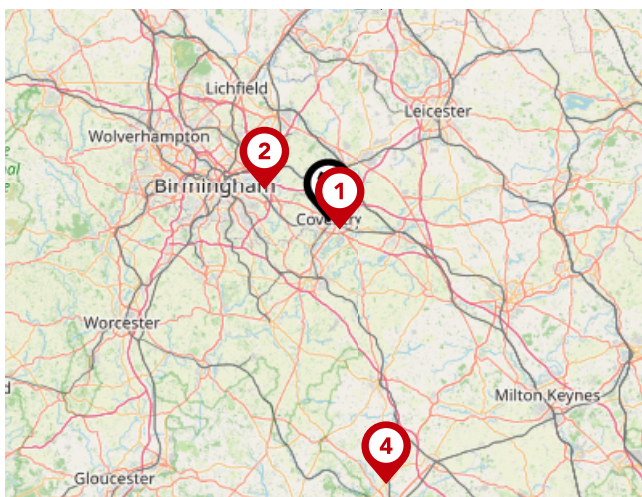 Lichfield
Leicester
Wolverhampton
2
Birmingham
1
Coventry
Worcester
Milton Keynes
4
Gloucester